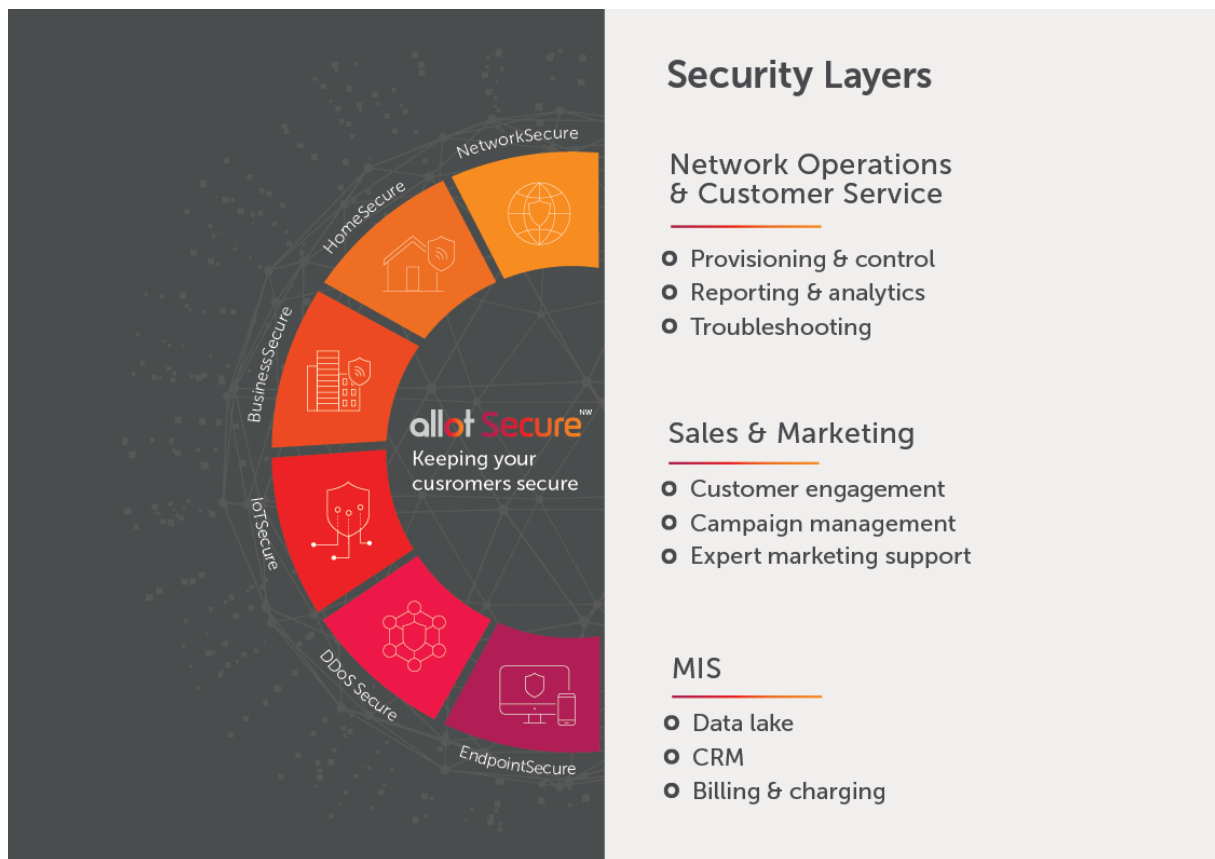 NetworkSecure
HomeSecure
BusinessSecure
IoTSecure
DDoS Secure
EndpointSecure
allot Secure NW
Keeping your
cusromers secure
Security Layers
Network Operations
& Customer Service
Provisioning & control
Reporting & analytics
Troubleshooting
Sales & Marketing
Customer engagement
Campaign management
Expert marketing support
MIS
Data lake
CRM
Billing & charging